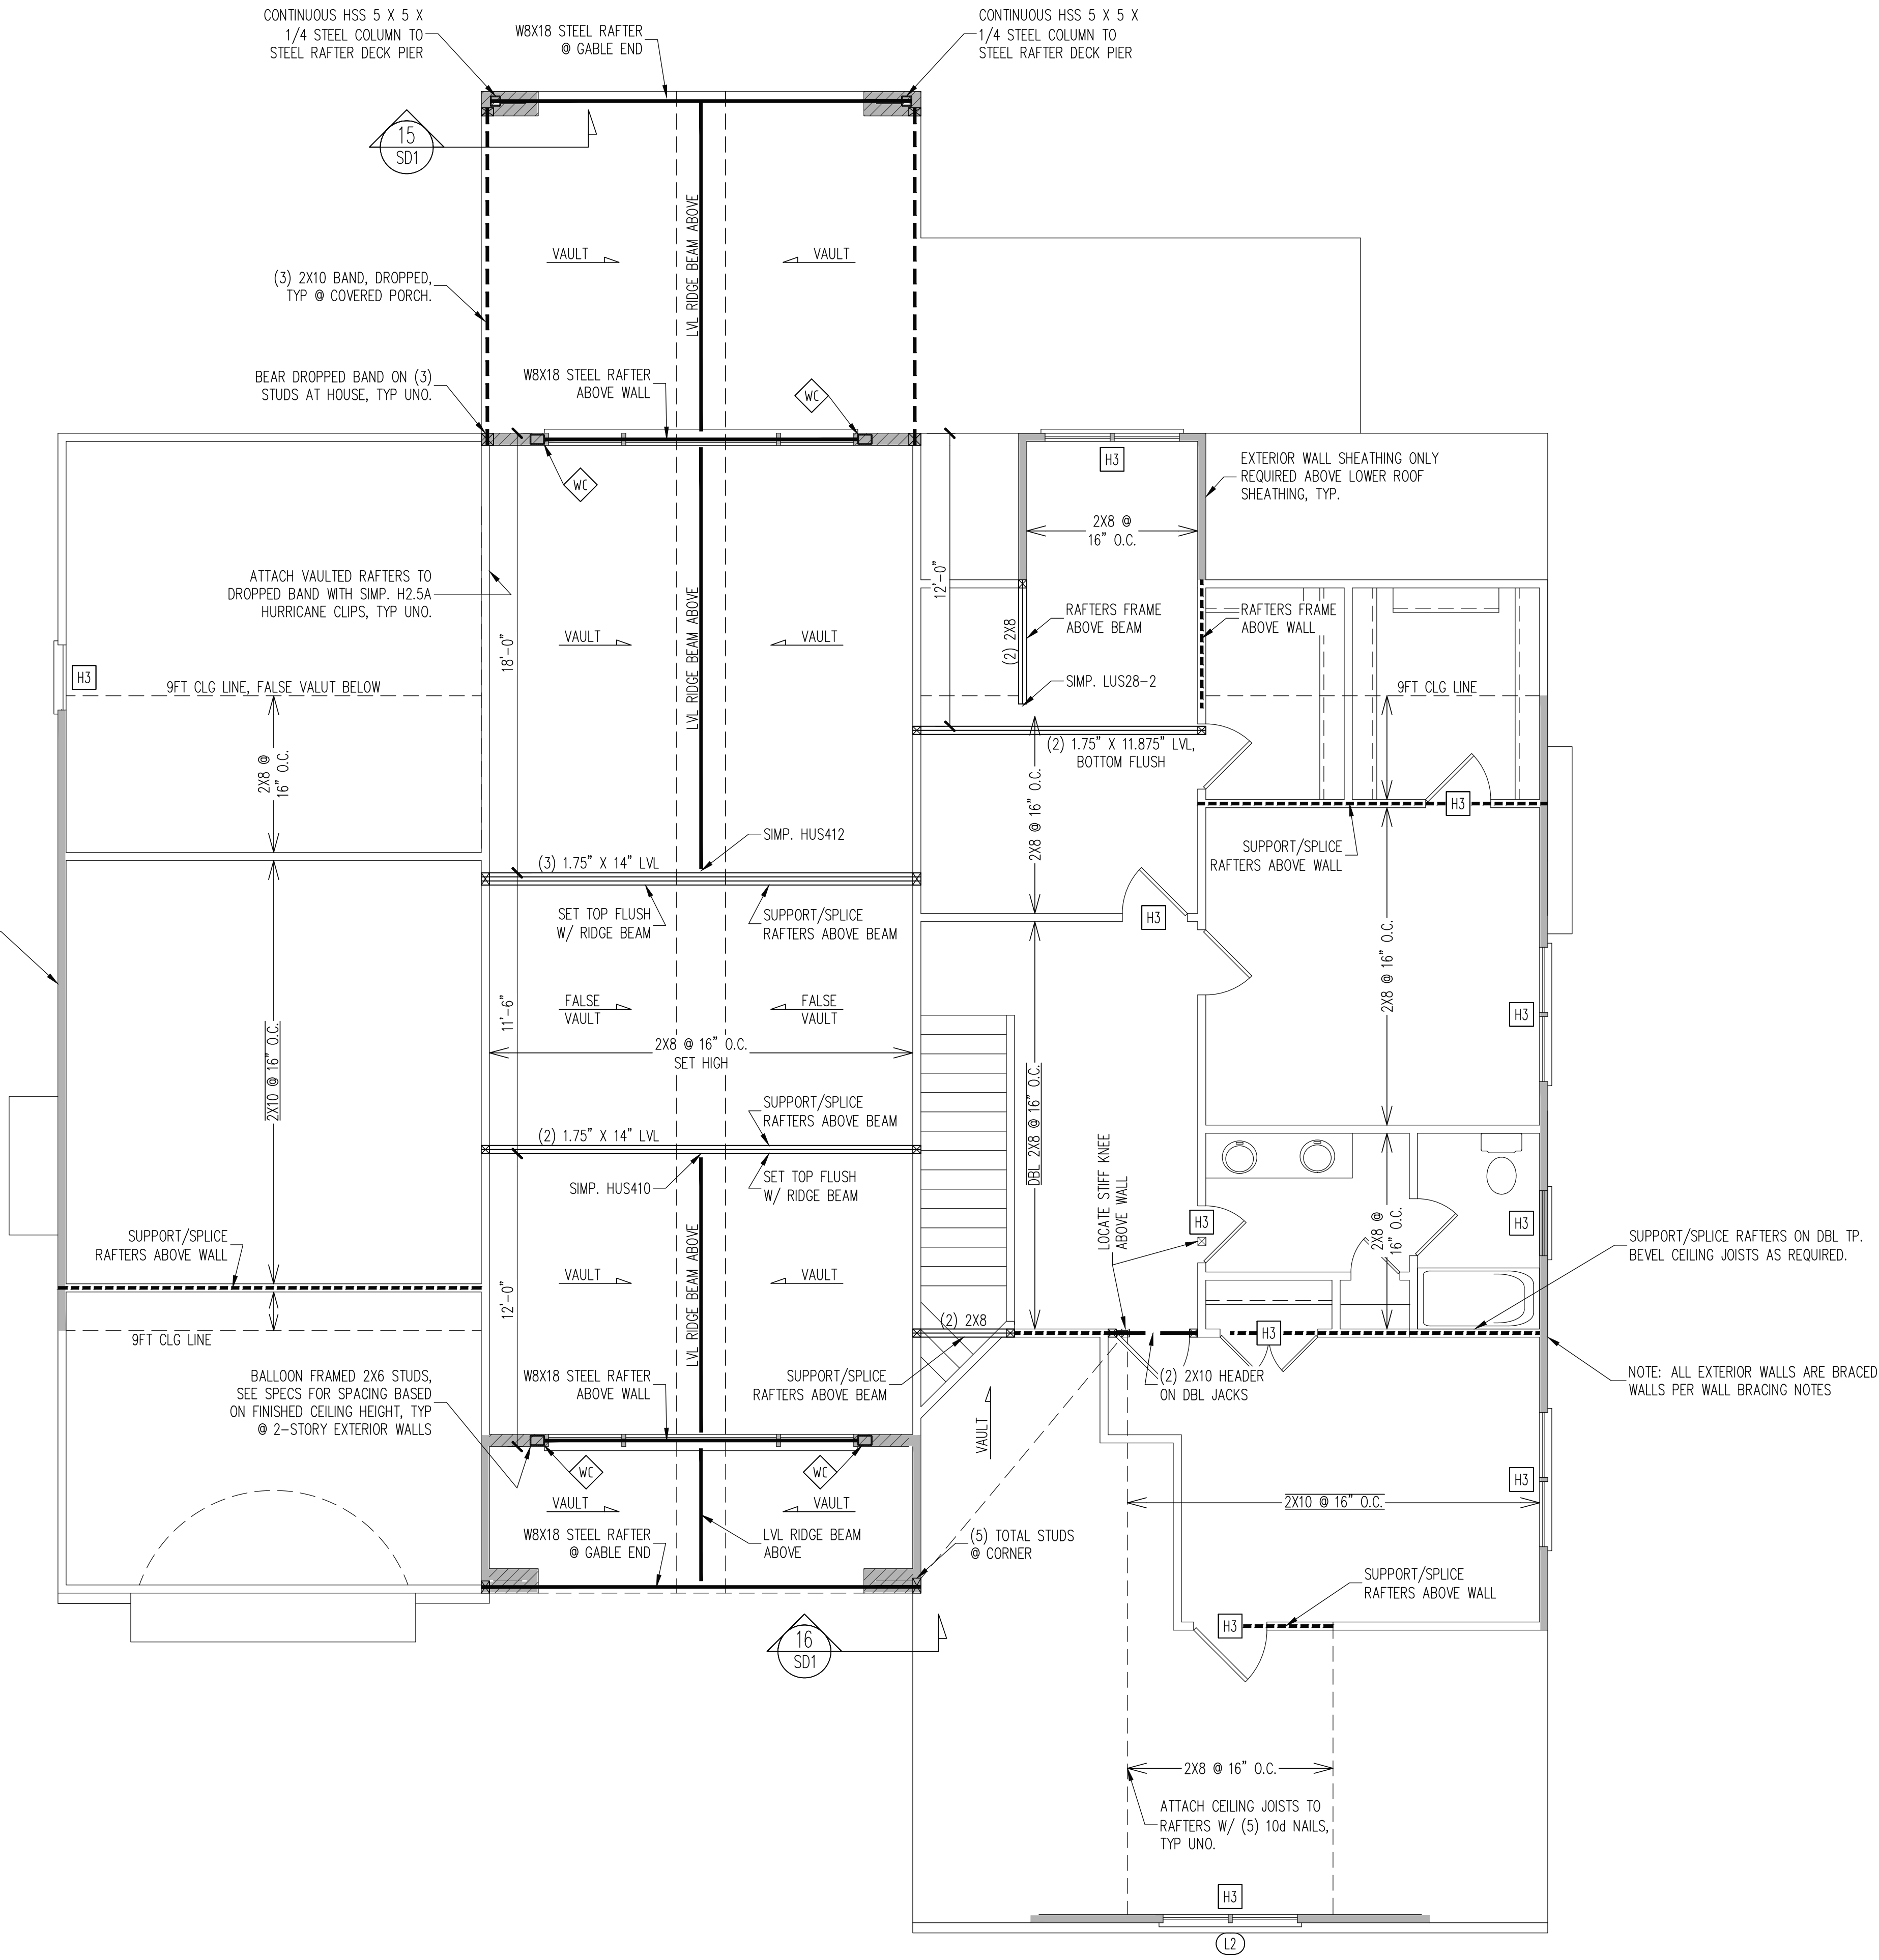 CONTINUOUS HSS 5 X 5 X
1/4 STEEL COLUMN TO
STEEL RAFTER DECK PIER
W8X18 STEEL RAFTER
@ GABLE END
CONTINUOUS HSS 5 X 5 X
1/4 STEEL COLUMN TO
STEEL RAFTER DECK PIER
15
SD1
LVL RIDGE BEAM ABOVE
VAULT
VAULT
(3) 2X10 BAND, DROPPED,
TYP @ COVERED PORCH.
BEAR DROPPED BAND ON (3)
STUDS AT HOUSE, TYP UNO.
W8X18 STEEL RAFTER
ABOVE WALL
WC
WC
H3
EXTERIOR WALL SHEATHING ONLY
REQUIRED ABOVE LOWER ROOF
SHEATHING, TYP.
2X8 @
16" O.C.
ATTACH VAULTED RAFTERS TO
DROPPED BAND WITH SIMP. H2.5A
HURRICANE CLIPS, TYP UNO.
18'-0"
12'-0"
LVL RIDGE BEAM ABOVE
VAULT
VAULT
(2) 2X8
RAFTERS FRAME
ABOVE BEAM
RAFTERS FRAME
ABOVE WALL
H3
9FT CLG LINE, FALSE VALUT BELOW
SIMP. LUS28-2
9FT CLG LINE
2X8 @
16" O.C.
(2) 1.75" X 11.875" LVL,
BOTTOM FLUSH
2X8 @ 16" O.C.
H3
SIMP. HUS412
SUPPORT/SPLICE
RAFTERS ABOVE WALL
(3) 1.75" X 14" LVL
SET TOP FLUSH
W/ RIDGE BEAM
SUPPORT/SPLICE
RAFTERS ABOVE BEAM
H3
2X8 @ 16" O.C.
11'-6"
FALSE
VAULT
FALSE
VAULT
H3
2X8 @ 16" O.C.
SET HIGH
2X10 @ 16" O.C.
DBL 2X8 @ 16" O.C.
SUPPORT/SPLICE
RAFTERS ABOVE BEAM
(2) 1.75" X 14" LVL
SIMP. HUS410
SET TOP FLUSH
W/ RIDGE BEAM
LOCATE STIFF KNEE
ABOVE WALL
H3
2X8 @
16" O.C.
H3
SUPPORT/SPLICE
RAFTERS ABOVE WALL
SUPPORT/SPLICE RAFTERS ON DBL TP.
BEVEL CEILING JOISTS AS REQUIRED.
12'-0"
LVL RIDGE BEAM ABOVE
VAULT
VAULT
9FT CLG LINE
(2) 2X8
H3
BALLOON FRAMED 2X6 STUDS,
SEE SPECS FOR SPACING BASED
ON FINISHED CEILING HEIGHT, TYP
@ 2-STORY EXTERIOR WALLS
W8X18 STEEL RAFTER
ABOVE WALL
SUPPORT/SPLICE
RAFTERS ABOVE BEAM
(2) 2X10 HEADER
ON DBL JACKS
NOTE: ALL EXTERIOR WALLS ARE BRACED
WALLS PER WALL BRACING NOTES
VAULT
WC
WC
H3
VAULT
VAULT
2X10 @ 16" O.C.
W8X18 STEEL RAFTER
@ GABLE END
LVL RIDGE BEAM
ABOVE
(5) TOTAL STUDS
@ CORNER
SUPPORT/SPLICE
RAFTERS ABOVE WALL
H3
16
SD1
2X8 @ 16" O.C.
ATTACH CEILING JOISTS TO
RAFTERS W/ (5) 10d NAILS,
TYP UNO.
H3
L2